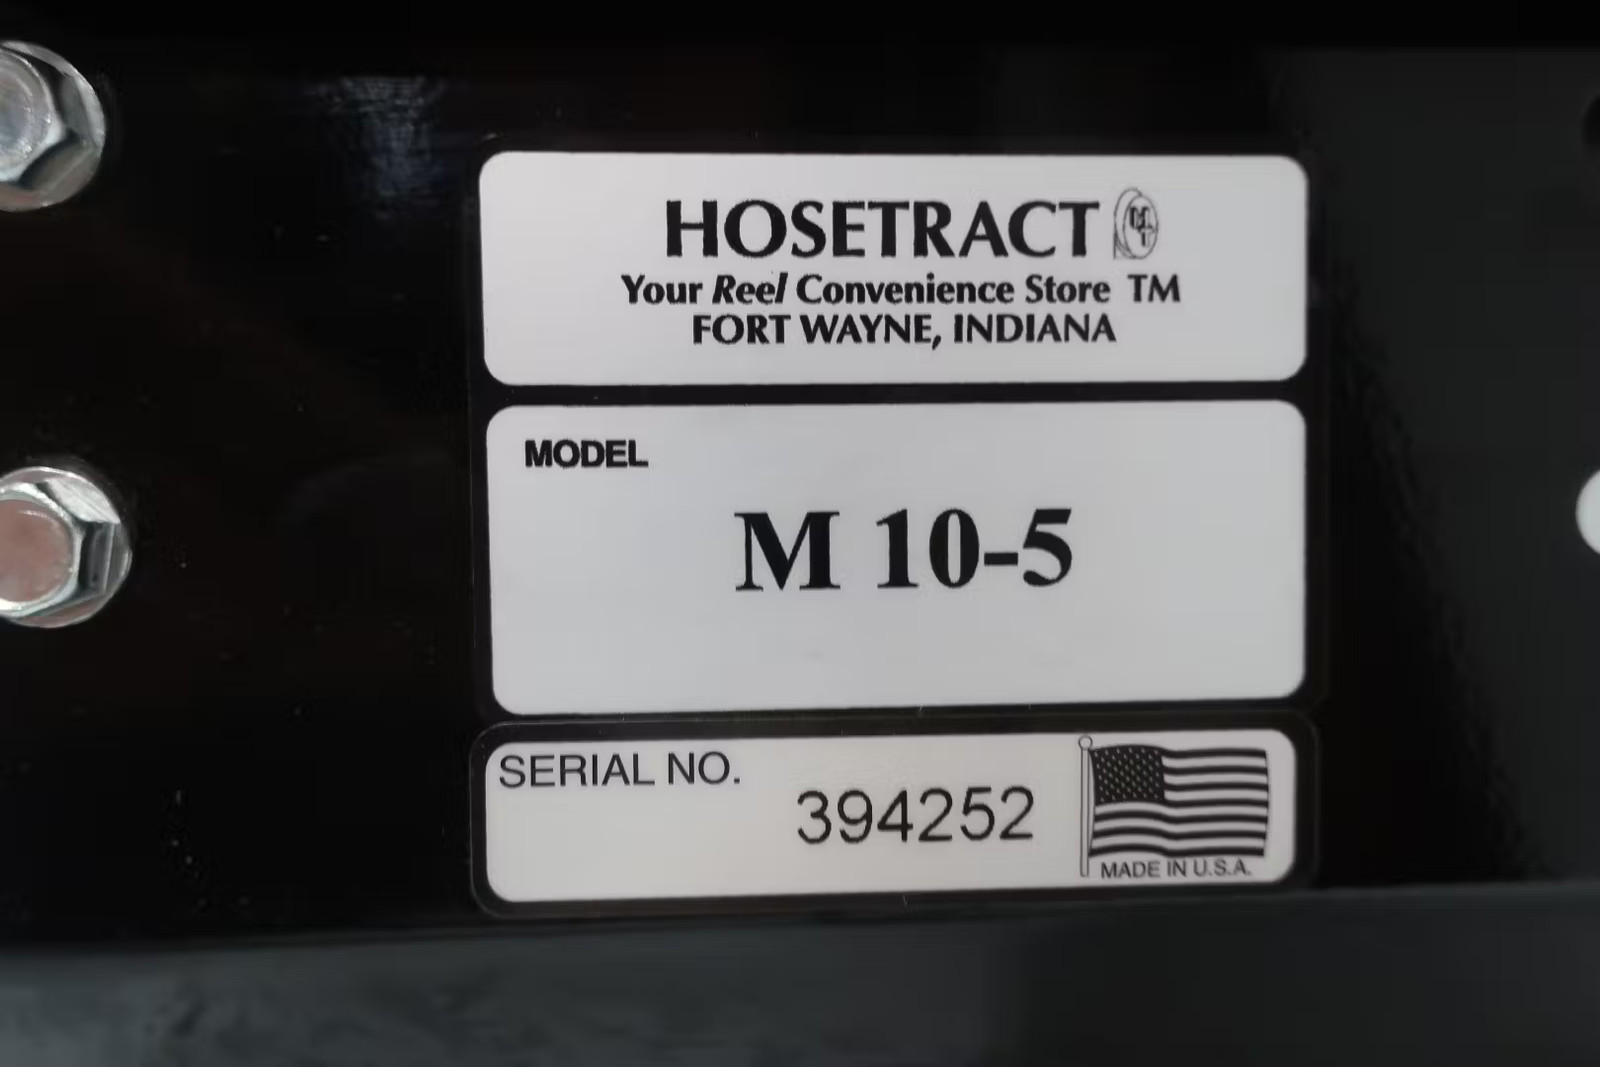 HOSETRACT
Your Reel Convenience Store TM
FORT WAYNE, INDIANA
MODEL
M 10-5
SERIAL NO.
394252
MADE IN U.S.A.